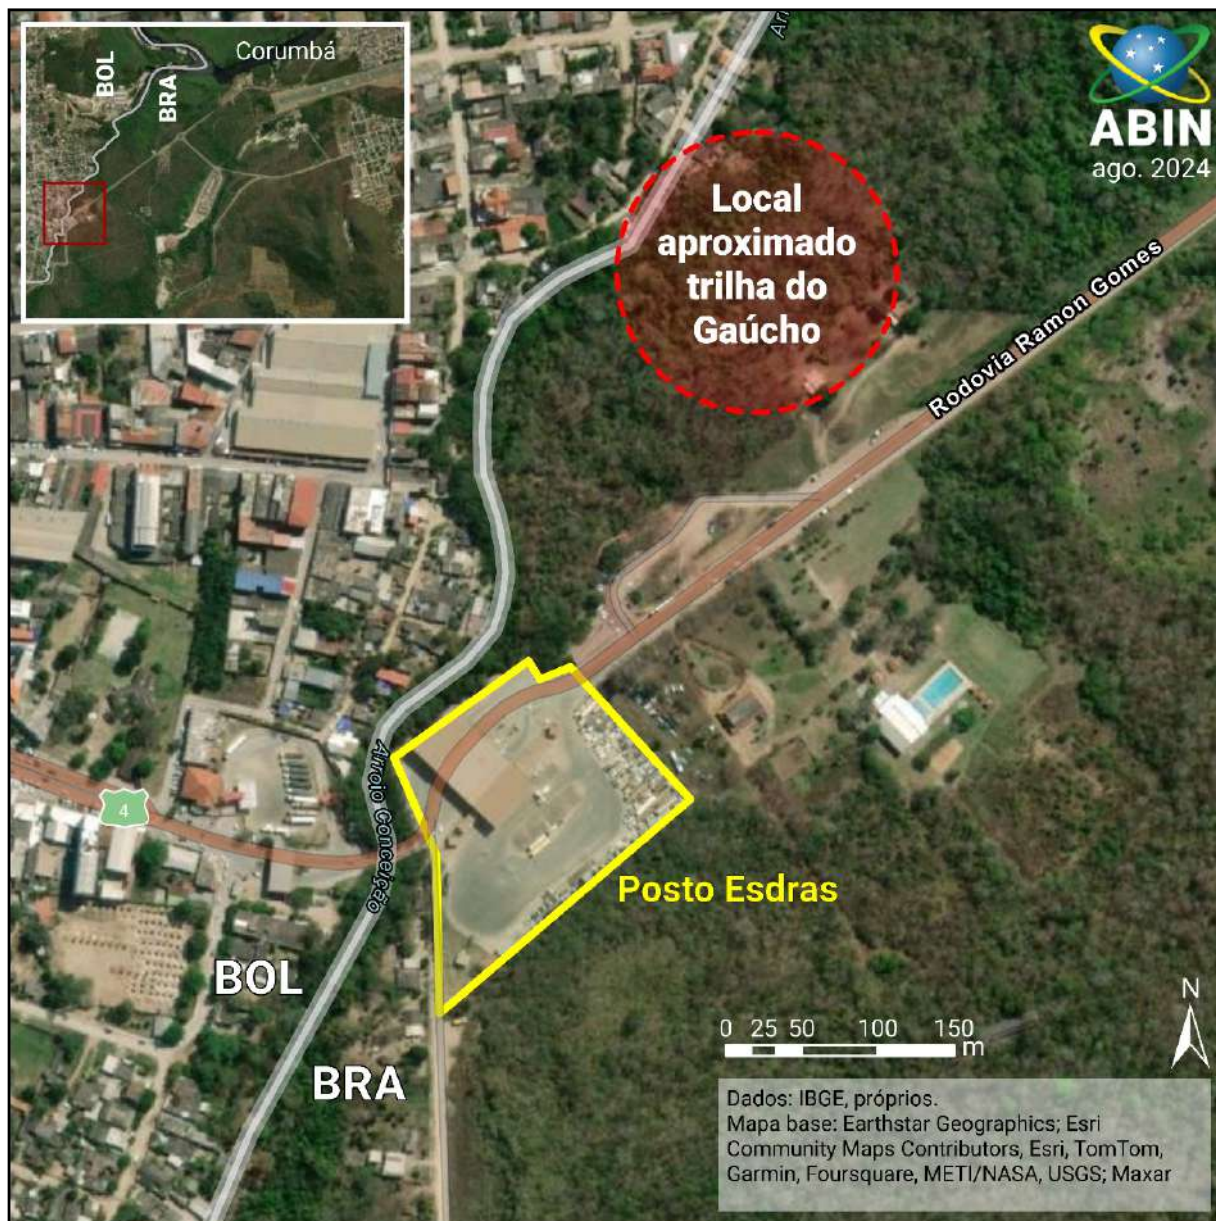 BOL
BRA
Corumbá
Arr
ABIN
ago. 2024
Local
aproximado
trilha do
Gaúcho
Rodovia Ramon Gomes
4
Arroio Conceição
Posto Esdras
BOL
BRA
N
0 25 50 100 150
m
Dados: IBGE, próprios.
Mapa base: Earthstar Geographics; Esri
Community Maps Contributors, Esri, TomTom,
Garmin, Foursquare, METI/NASA, USGS; Maxar